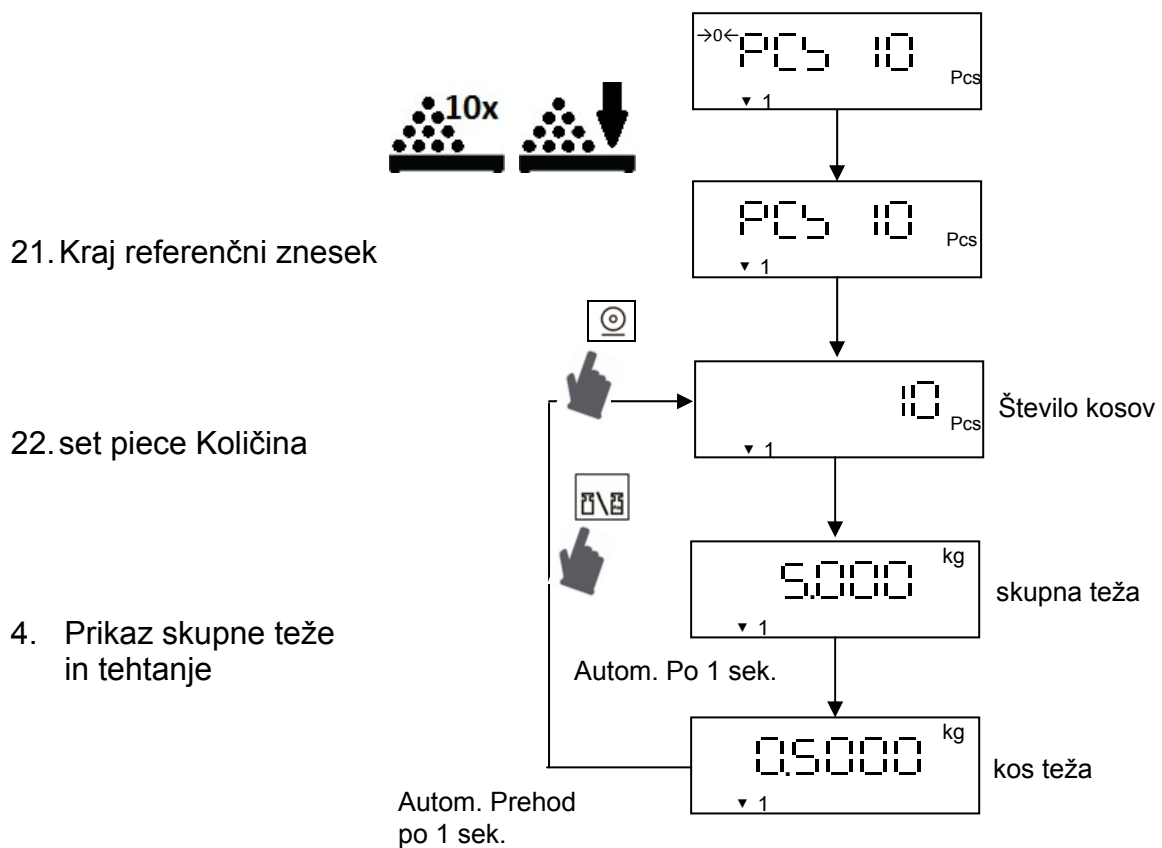 →0← PCs 10 Pcs
▼ 1
10x
PCs 10 Pcs
▼ 1
21. Kraj referenčni znesek
10 Pcs
▼ 1
Število kosov
22. set piece Količina
5.000 kg
▼ 1
skupna teža
4. Prikaz skupne teže
in tehtanje
Autom. Po 1 sek.
0.5000 kg
▼ 1
kos teža
Autom. Prehod
po 1 sek.